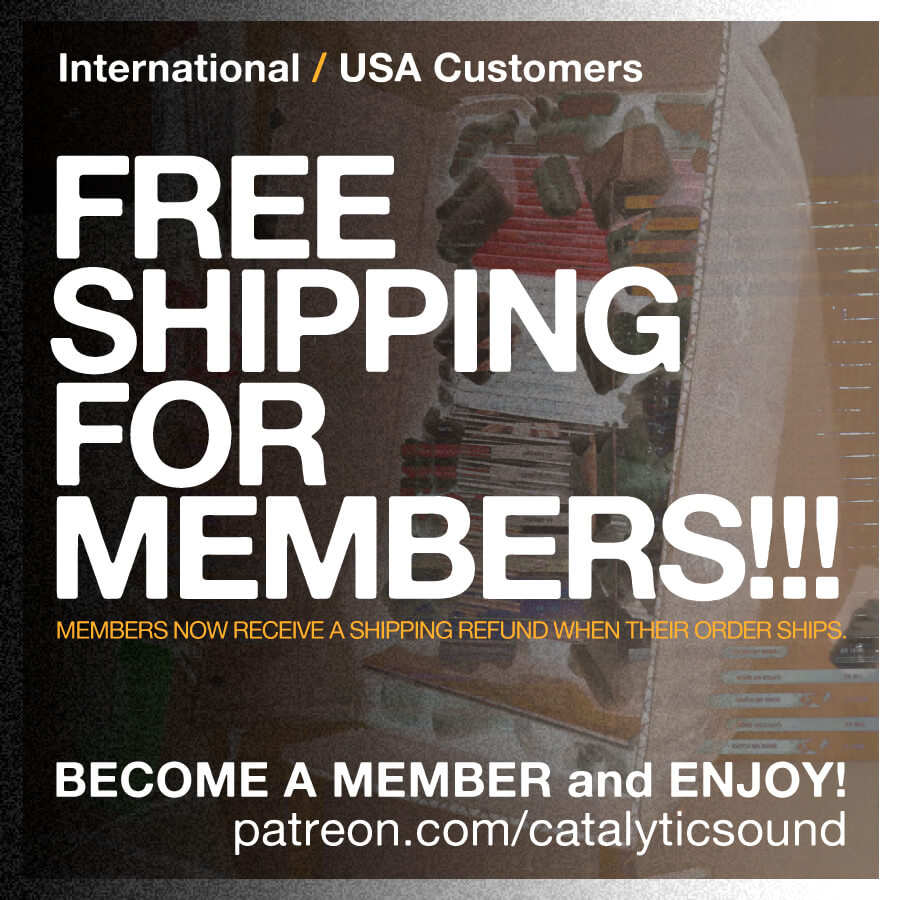 International / USA Customers
FREE
SHIPPING
FOR
MEMBERS!!!
MEMBERS NOW RECEIVE A SHIPPING REFUND WHEN THEIR ORDER SHIPS.
BECOME A MEMBER and ENJOY!
patreon.com/catalyticsound